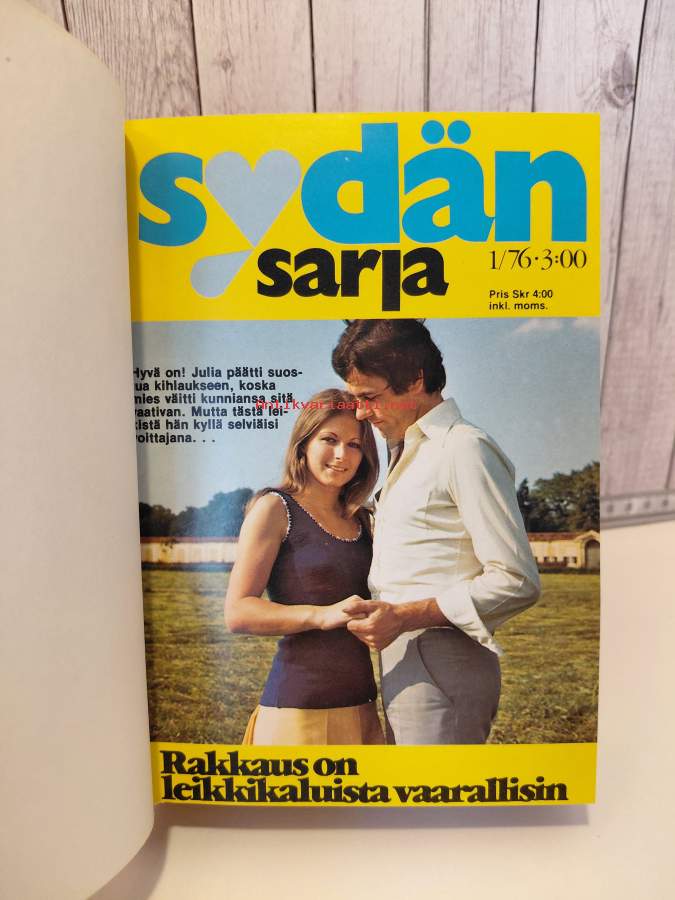 sydän
sarja
1/76·3:00
Pris Skr 4:00
inkl. moms.
Hyvä on! Julia päätti suos-
tua kihlaukseen, koska
mies väitti kunniansa sitä
vaativan. Mutta tästä lei-
kistä hän kyllä selviäisi
voittajana. . .
Rakkaus on
leikkikaluista vaarallisin